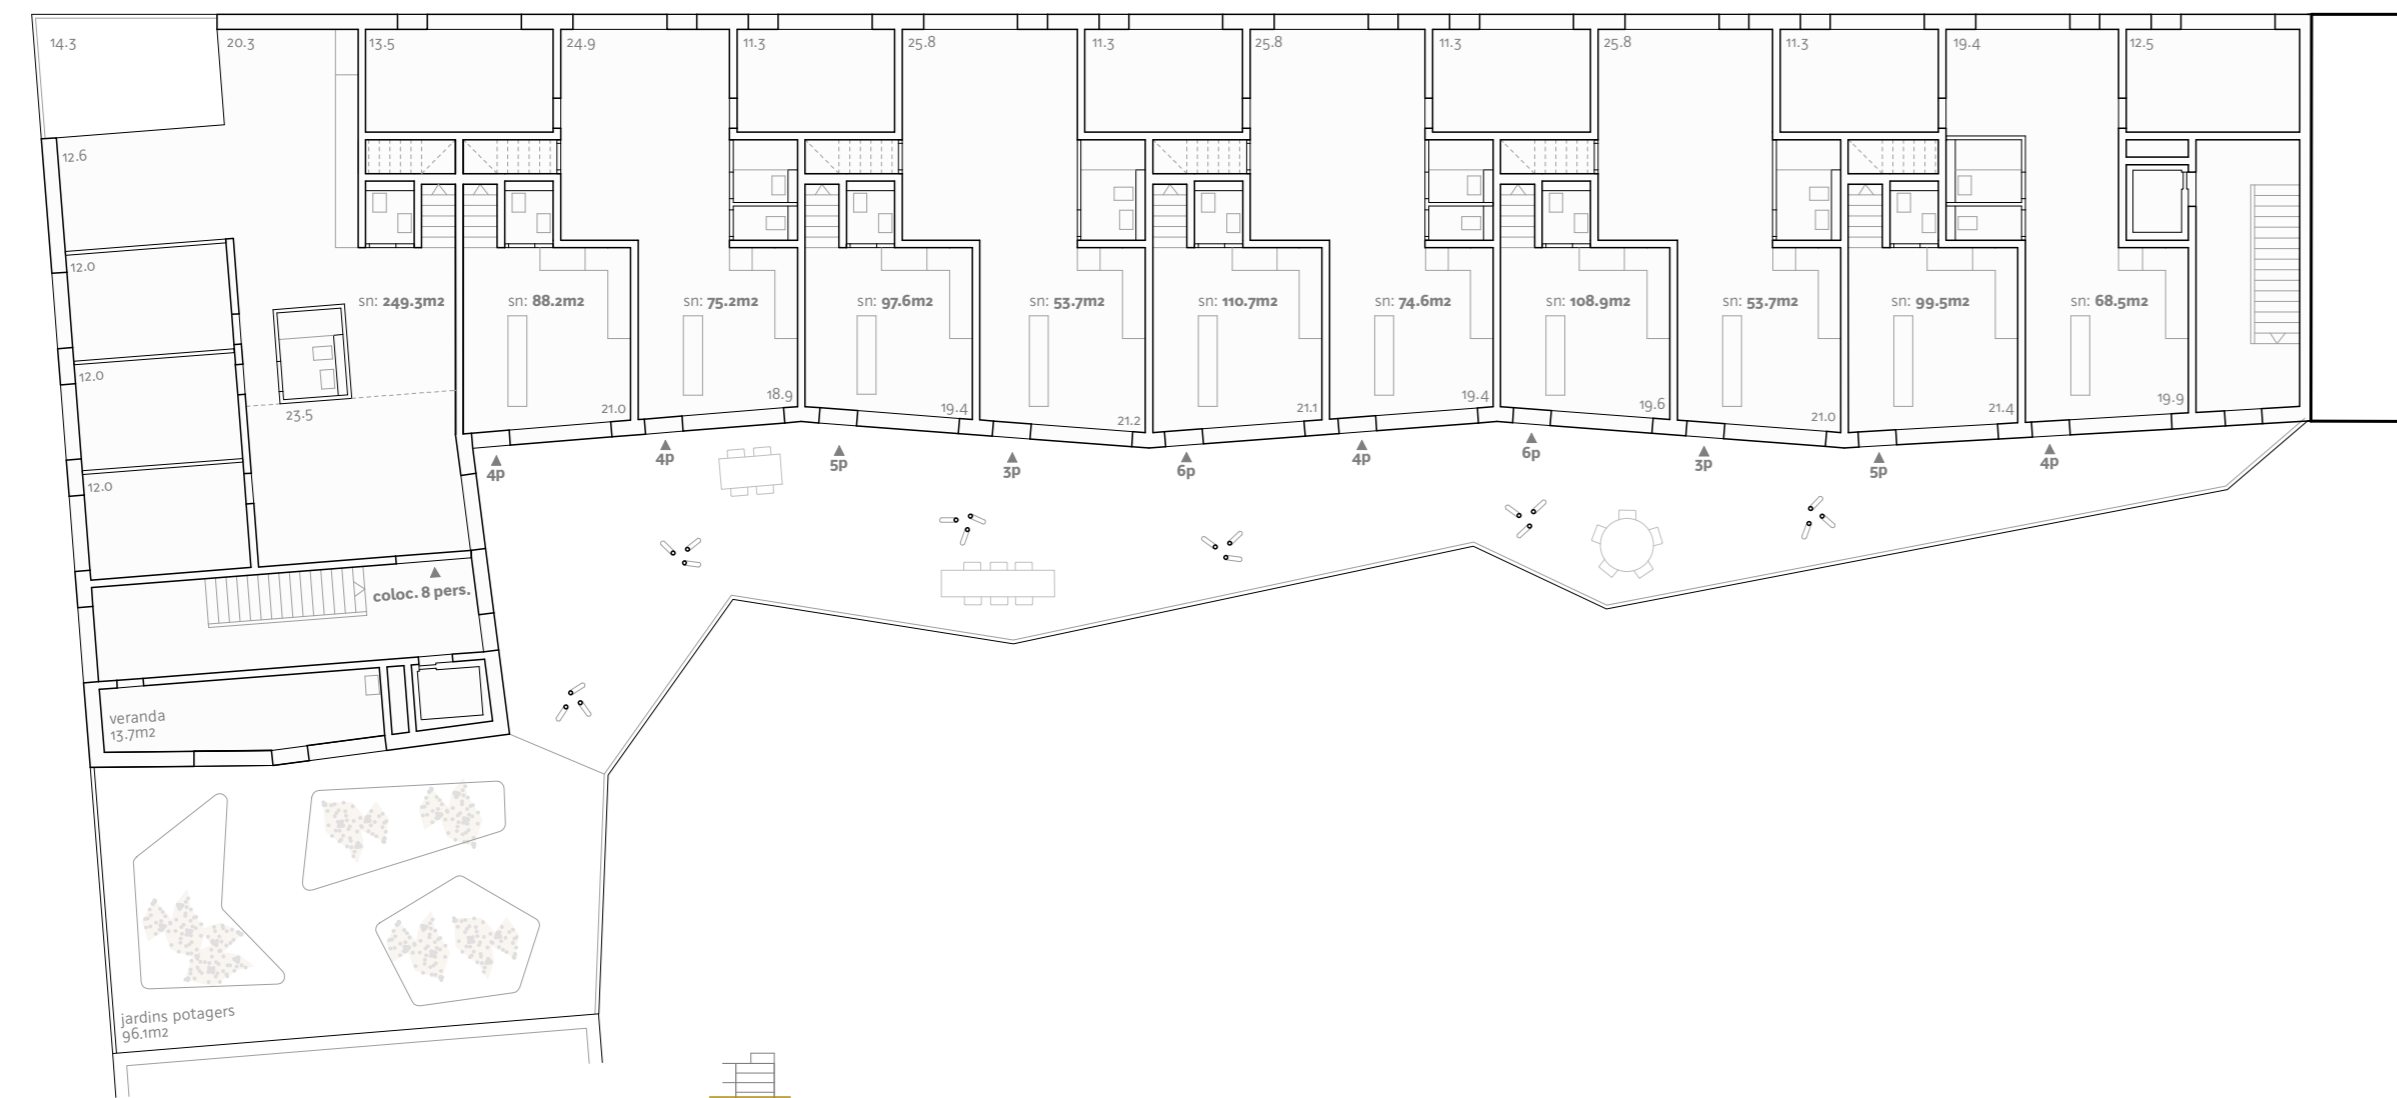 14.3
20.3
13.5
24.9
11.3
25.8
11.3
25.8
11.3
25.8
11.3
19.4
12.5
12.6
12.0
12.0
12.0
23.5
sn: 249.3m2
sn: 88.2m2
sn: 75.2m2
sn: 97.6m2
sn: 53.7m2
sn: 110.7m2
sn: 74.6m2
sn: 108.9m2
sn: 53.7m2
sn: 99.5m2
sn: 68.5m2
21.0
18.9
19.4
21.2
21.1
19.4
19.6
21.0
21.4
19.9
4p
4p
5p
3p
6p
4p
6p
3p
5p
4p
coloc. 8 pers.
veranda
13.7m2
jardins potagers
96.1m2